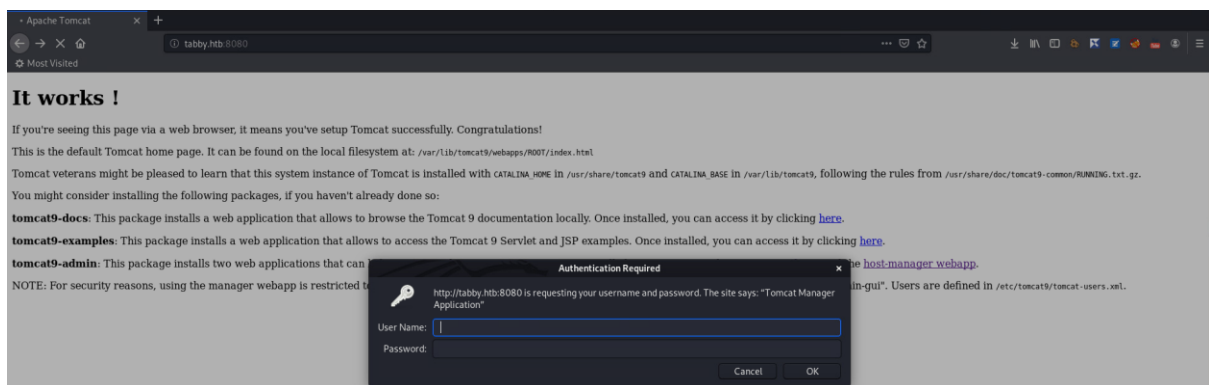 Apache Tomcat
tabby.htb:8080
Most Visited
It works !
If you're seeing this page via a web browser, it means you've setup Tomcat successfully. Congratulations!
This is the default Tomcat home page. It can be found on the local filesystem at: /var/lib/tomcat9/webapps/ROOT/index.html
Tomcat veterans might be pleased to learn that this system instance of Tomcat is installed with CATALINA_HOME in /usr/share/tomcat9 and CATALINA_BASE in /var/lib/tomcat9, following the rules from /usr/share/doc/tomcat9-common/RUNNING.txt.gz.
You might consider installing the following packages, if you haven't already done so:
tomcat9-docs: This package installs a web application that allows to browse the Tomcat 9 documentation locally. Once installed, you can access it by clicking here.
tomcat9-examples: This package installs a web application that allows to access the Tomcat 9 Servlet and JSP examples. Once installed, you can access it by clicking here.
tomcat9-admin: This package installs two web applications that can he host-manager webapp.
NOTE: For security reasons, using the manager webapp is restricted t in-gui". Users are defined in /etc/tomcat9/tomcat-users.xml.
Authentication Required
http://tabby.htb:8080 is requesting your username and password. The site says: "Tomcat Manager
Application"
User Name:
Password:
Cancel OK